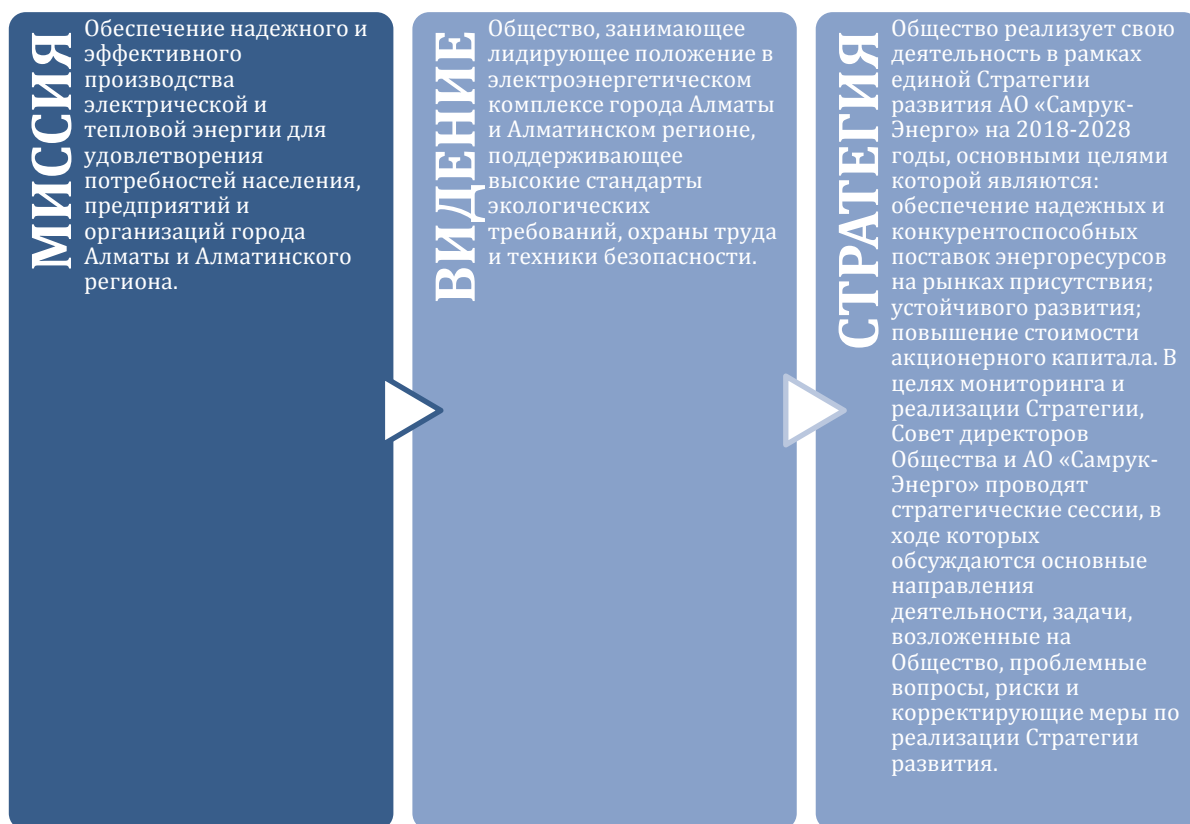 МИССИЯ
Обеспечение надежного и
эффективного
производства
электрической и
тепловой энергии для
удовлетворения
потребностей населения,
предприятий и
организаций города
Алматы и Алматинского
региона.
ВИДЕНИЕ
Общество, занимающее
лидирующее положение в
электроэнергетическом
комплексе города Алматы
и Алматинском регионе,
поддерживающее
высокие стандарты
экологических
требований, охраны труда
и техники безопасности.
СТРАТЕГИЯ
Общество реализует свою
деятельность в рамках
единой Стратегии
развития АО «Самрук-
Энерго» на 2018-2028
годы, основными целями
которой являются:
обеспечение надежных и
конкурентоспособных
поставок энергоресурсов
на рынках присутствия;
устойчивого развития;
повышение стоимости
акционерного капитала. В
целях мониторинга и
реализации Стратегии,
Совет директоров
Общества и АО «Самрук-
Энерго» проводят
стратегические сессии, в
ходе которых
обсуждаются основные
направления
деятельности, задачи,
возложенные на
Общество, проблемные
вопросы, риски и
корректирующие меры по
реализации Стратегии
развития.